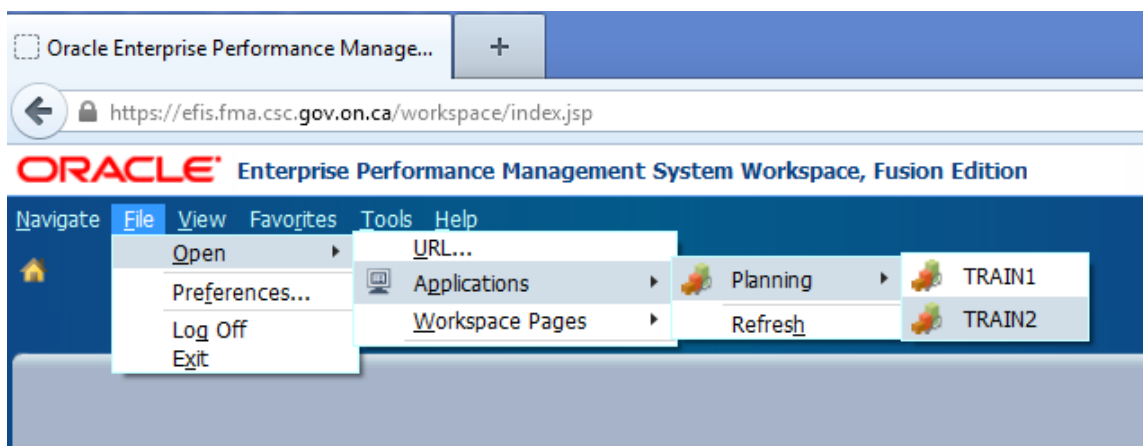 Oracle Enterprise Performance Manage...
+
https://efis.fma.csc.gov.on.ca/workspace/index.jsp
ORACLE Enterprise Performance Management System Workspace, Fusion Edition
Navigate File View Favorites Tools Help
Open
Preferences...
Log Off
Exit
URL...
Applications
Workspace Pages
Planning
Refresh
TRAIN1
TRAIN2